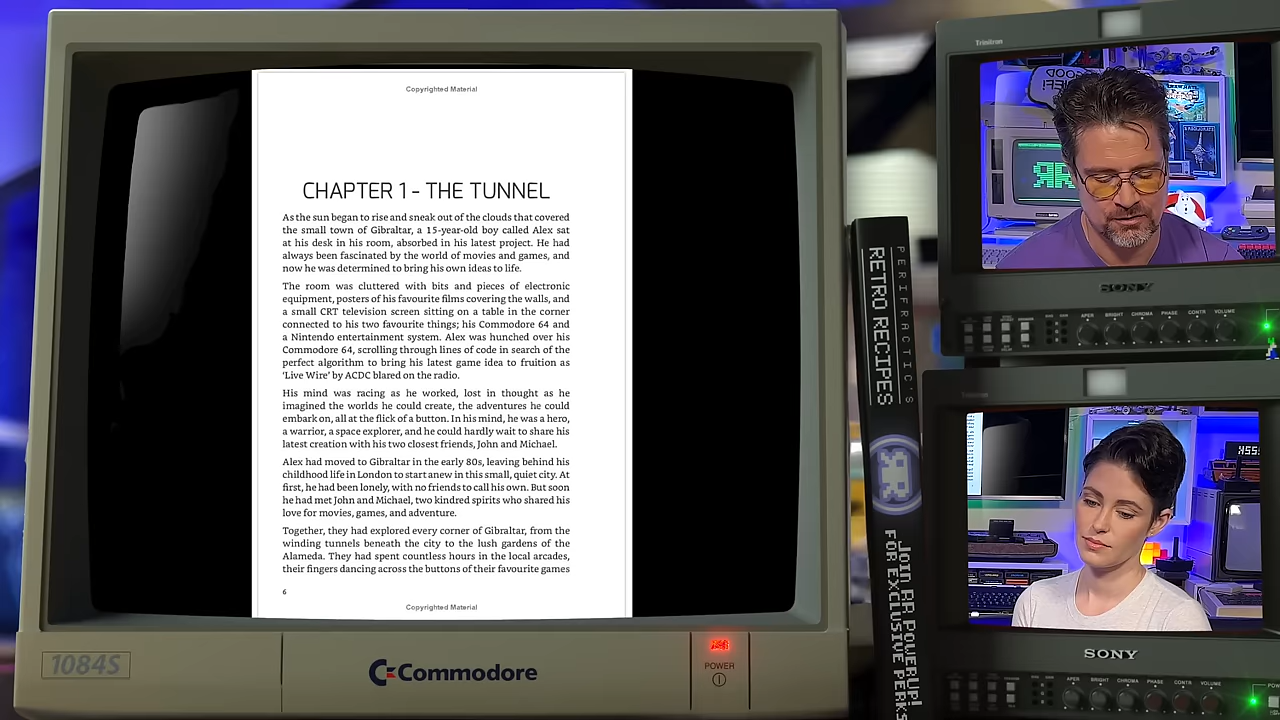 Copyrighted Material
CHAPTER 1 - THE TUNNEL
As the sun began to rise and sneak out of the clouds that covered
the small town of Gibraltar, a 15-year-old boy called Alex sat
at his desk in his room, absorbed in his latest project. He had
always been fascinated by the world of movies and games, and
now he was determined to bring his own ideas to life.
The room was cluttered with bits and pieces of electronic
equipment, posters of his favourite films covering the walls, and
a small CRT television screen sitting on a table in the corner
connected to his two favourite things; his Commodore 64 and
a Nintendo entertainment system. Alex was hunched over his
Commodore 64, scrolling through lines of code in search of the
perfect algorithm to bring his latest game idea to fruition as
‘Live Wire’ by ACDC blared on the radio.
His mind was racing as he worked, lost in thought as he
imagined the worlds he could create, the adventures he could
embark on, all at the flick of a button. In his mind, he was a hero,
a warrior, a space explorer, and he could hardly wait to share his
latest creation with his two closest friends, John and Michael.
Alex had moved to Gibraltar in the early 80s, leaving behind his
childhood life in London to start anew in this small, quiet city. At
first, he had been lonely, with no friends to call his own. But soon
he had met John and Michael, two kindred spirits who shared his
love for movies, games, and adventure.
Together, they had explored every corner of Gibraltar, from the
winding tunnels beneath the city to the lush gardens of the
Alameda. They had spent countless hours in the local arcades,
their fingers dancing across the buttons of their favourite games
6
Copyrighted Material
1084S
Commodore
POWER
PERIFRACTIC'S
RETRO RECIPES
JOIN RR POWERUP!
FOR EXCLUSIVE PERKS
Trinitron
SONY
APER BRIGHT CHROMA PHASE CONTR VOLUME
SONY
APER BRIGHT CHROMA PHASE CONTR VOLUME